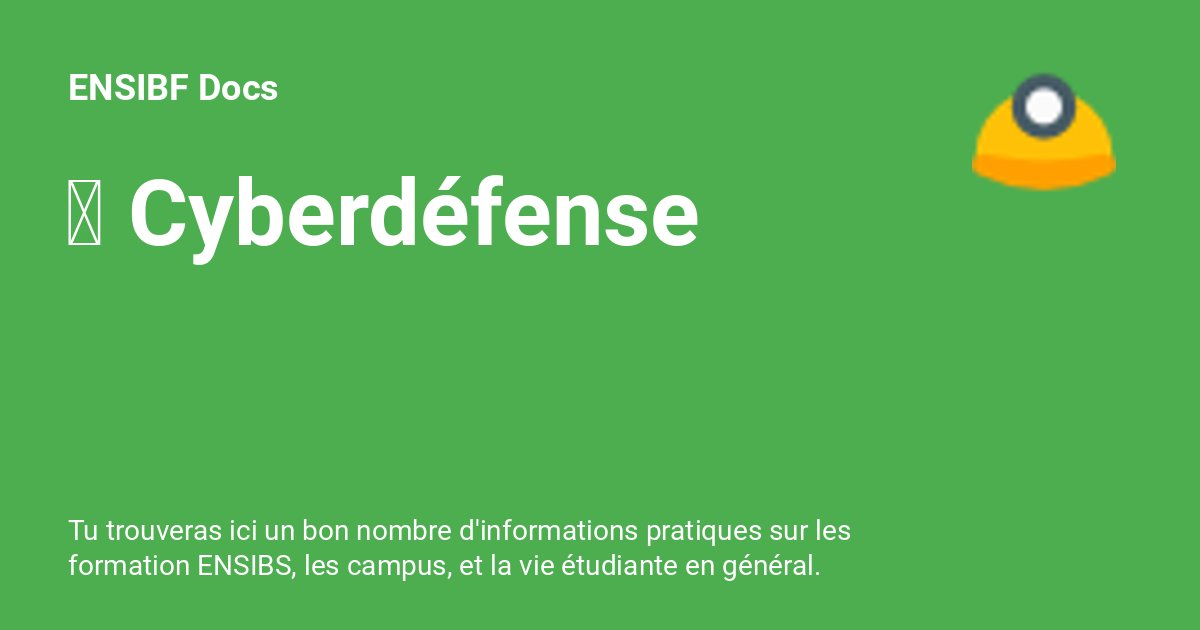 ENSIBF Docs
Cyberdéfense
Tu trouveras ici un bon nombre d'informations pratiques sur les
formation ENSIBS, les campus, et la vie étudiante en général.